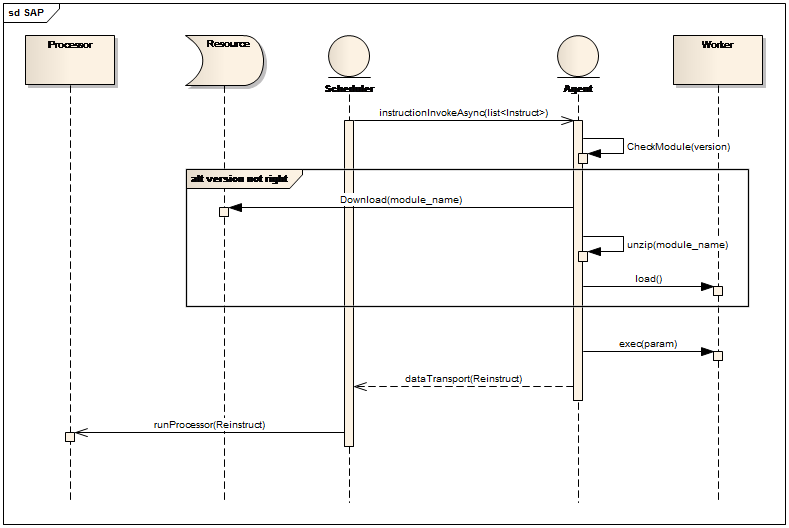 sd SAP
IProcessor
Resource
Scheduler
Agent
Worker
instructionInvokeAsync(list<Instruct>)
CheckModule(version)
alt version not right
Download(module_name)
unzip(module_name)
load()
exec(param)
dataTransport(Reinstruct)
runProcessor(Reinstruct)